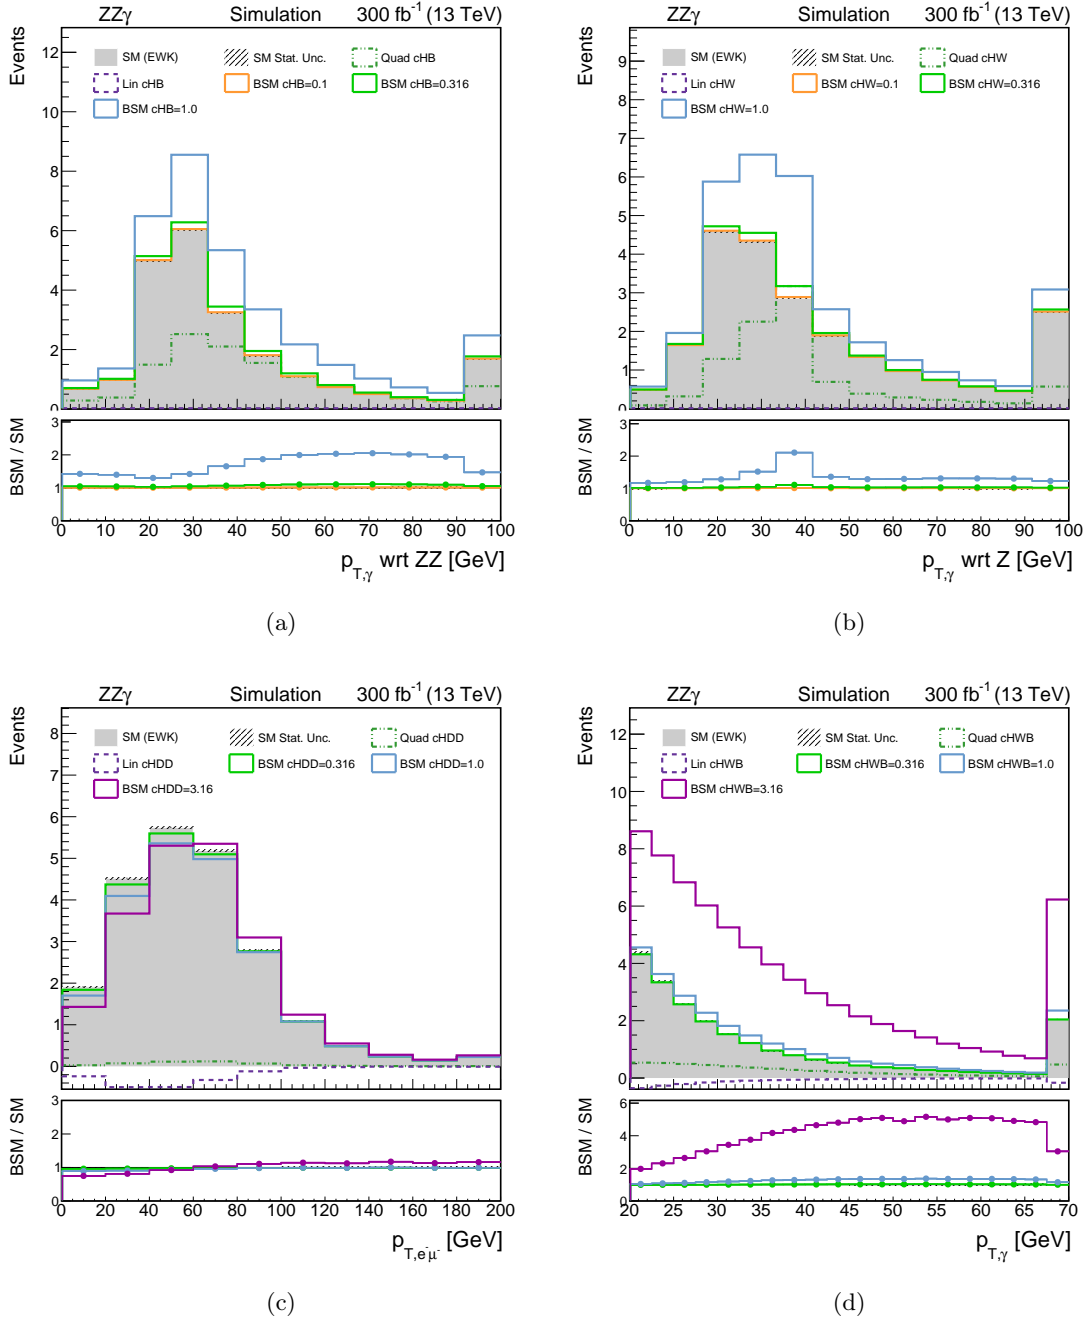 ZZγ Simulation 300 fb⁻¹ (13 TeV)
Events
12
10
8
6
4
2
0
SM (EWK) SM Stat. Unc. Quad cHB
Lin cHB BSM cHB=0.1 BSM cHB=0.316
BSM cHB=1.0
BSM / SM
3
2
1
0
0 10 20 30 40 50 60 70 80 90 100
p_T,γ wrt ZZ [GeV]
(a)
ZZγ Simulation 300 fb⁻¹ (13 TeV)
Events
9
8
7
6
5
4
3
2
1
0
SM (EWK) SM Stat. Unc. Quad cHW
Lin cHW BSM cHW=0.1 BSM cHW=0.316
BSM cHW=1.0
BSM / SM
3
2
1
0
0 10 20 30 40 50 60 70 80 90 100
p_T,γ wrt Z [GeV]
(b)
ZZγ Simulation 300 fb⁻¹ (13 TeV)
Events
8
7
6
5
4
3
2
1
0
SM (EWK) SM Stat. Unc. Quad cHDD
Lin cHDD BSM cHDD=0.316 BSM cHDD=1.0
BSM cHDD=3.16
BSM / SM
3
2
1
0
0 20 40 60 80 100 120 140 160 180 200
p_T,e⁻μ⁻ [GeV]
(c)
ZZγ Simulation 300 fb⁻¹ (13 TeV)
Events
12
10
8
6
4
2
0
SM (EWK) SM Stat. Unc. Quad cHWB
Lin cHWB BSM cHWB=0.316 BSM cHWB=1.0
BSM cHWB=3.16
BSM / SM
6
4
2
0
20 25 30 35 40 45 50 55 60 65 70
p_T,γ [GeV]
(d)